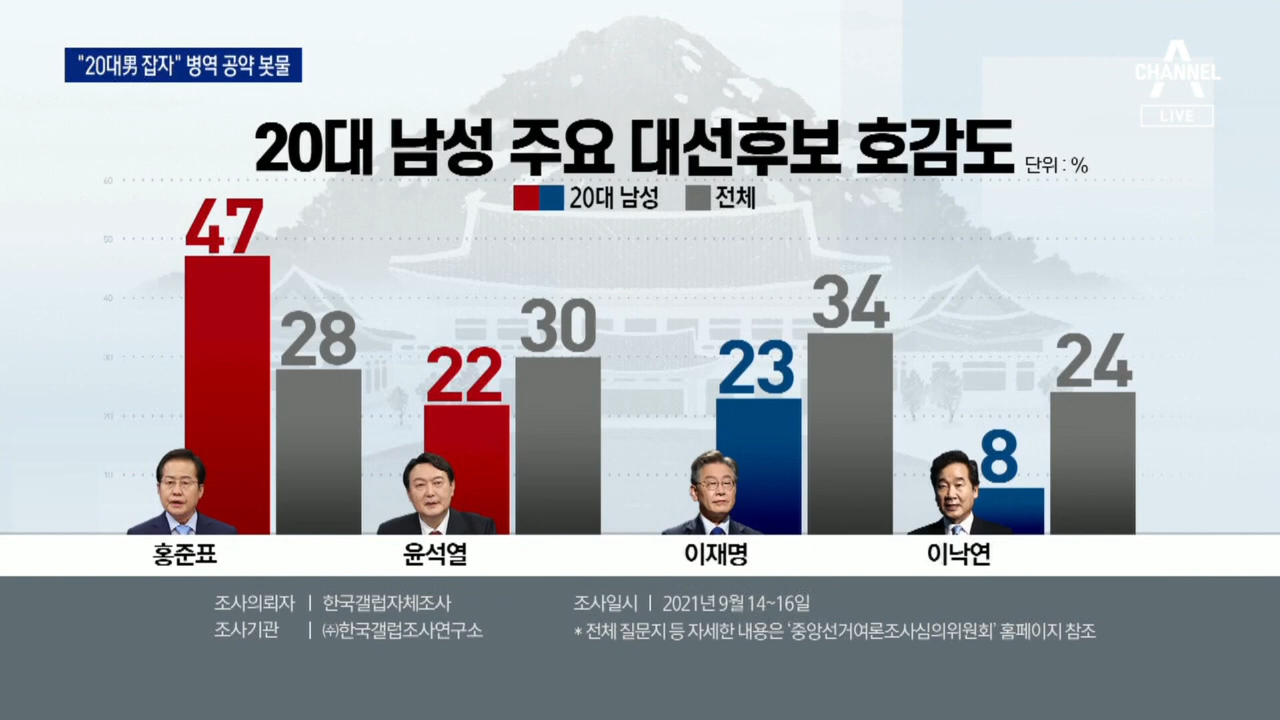 "20대男 잡자" 병역 공약 봇물
CHANNEL A
LIVE
20대 남성 주요 대선후보 호감도
단위 : %
20대 남성 전체
60
50
40
30
20
10
47 28 22 30 23 34 8 24
홍준표 윤석열 이재명 이낙연
조사의뢰자 | 한국갤럽자체조사
조사일시 | 2021년 9월 14~16일
조사기관 | ㈜한국갤럽조사연구소
* 전체 질문지 등 자세한 내용은 '중앙선거여론조사심의위원회' 홈페이지 참조